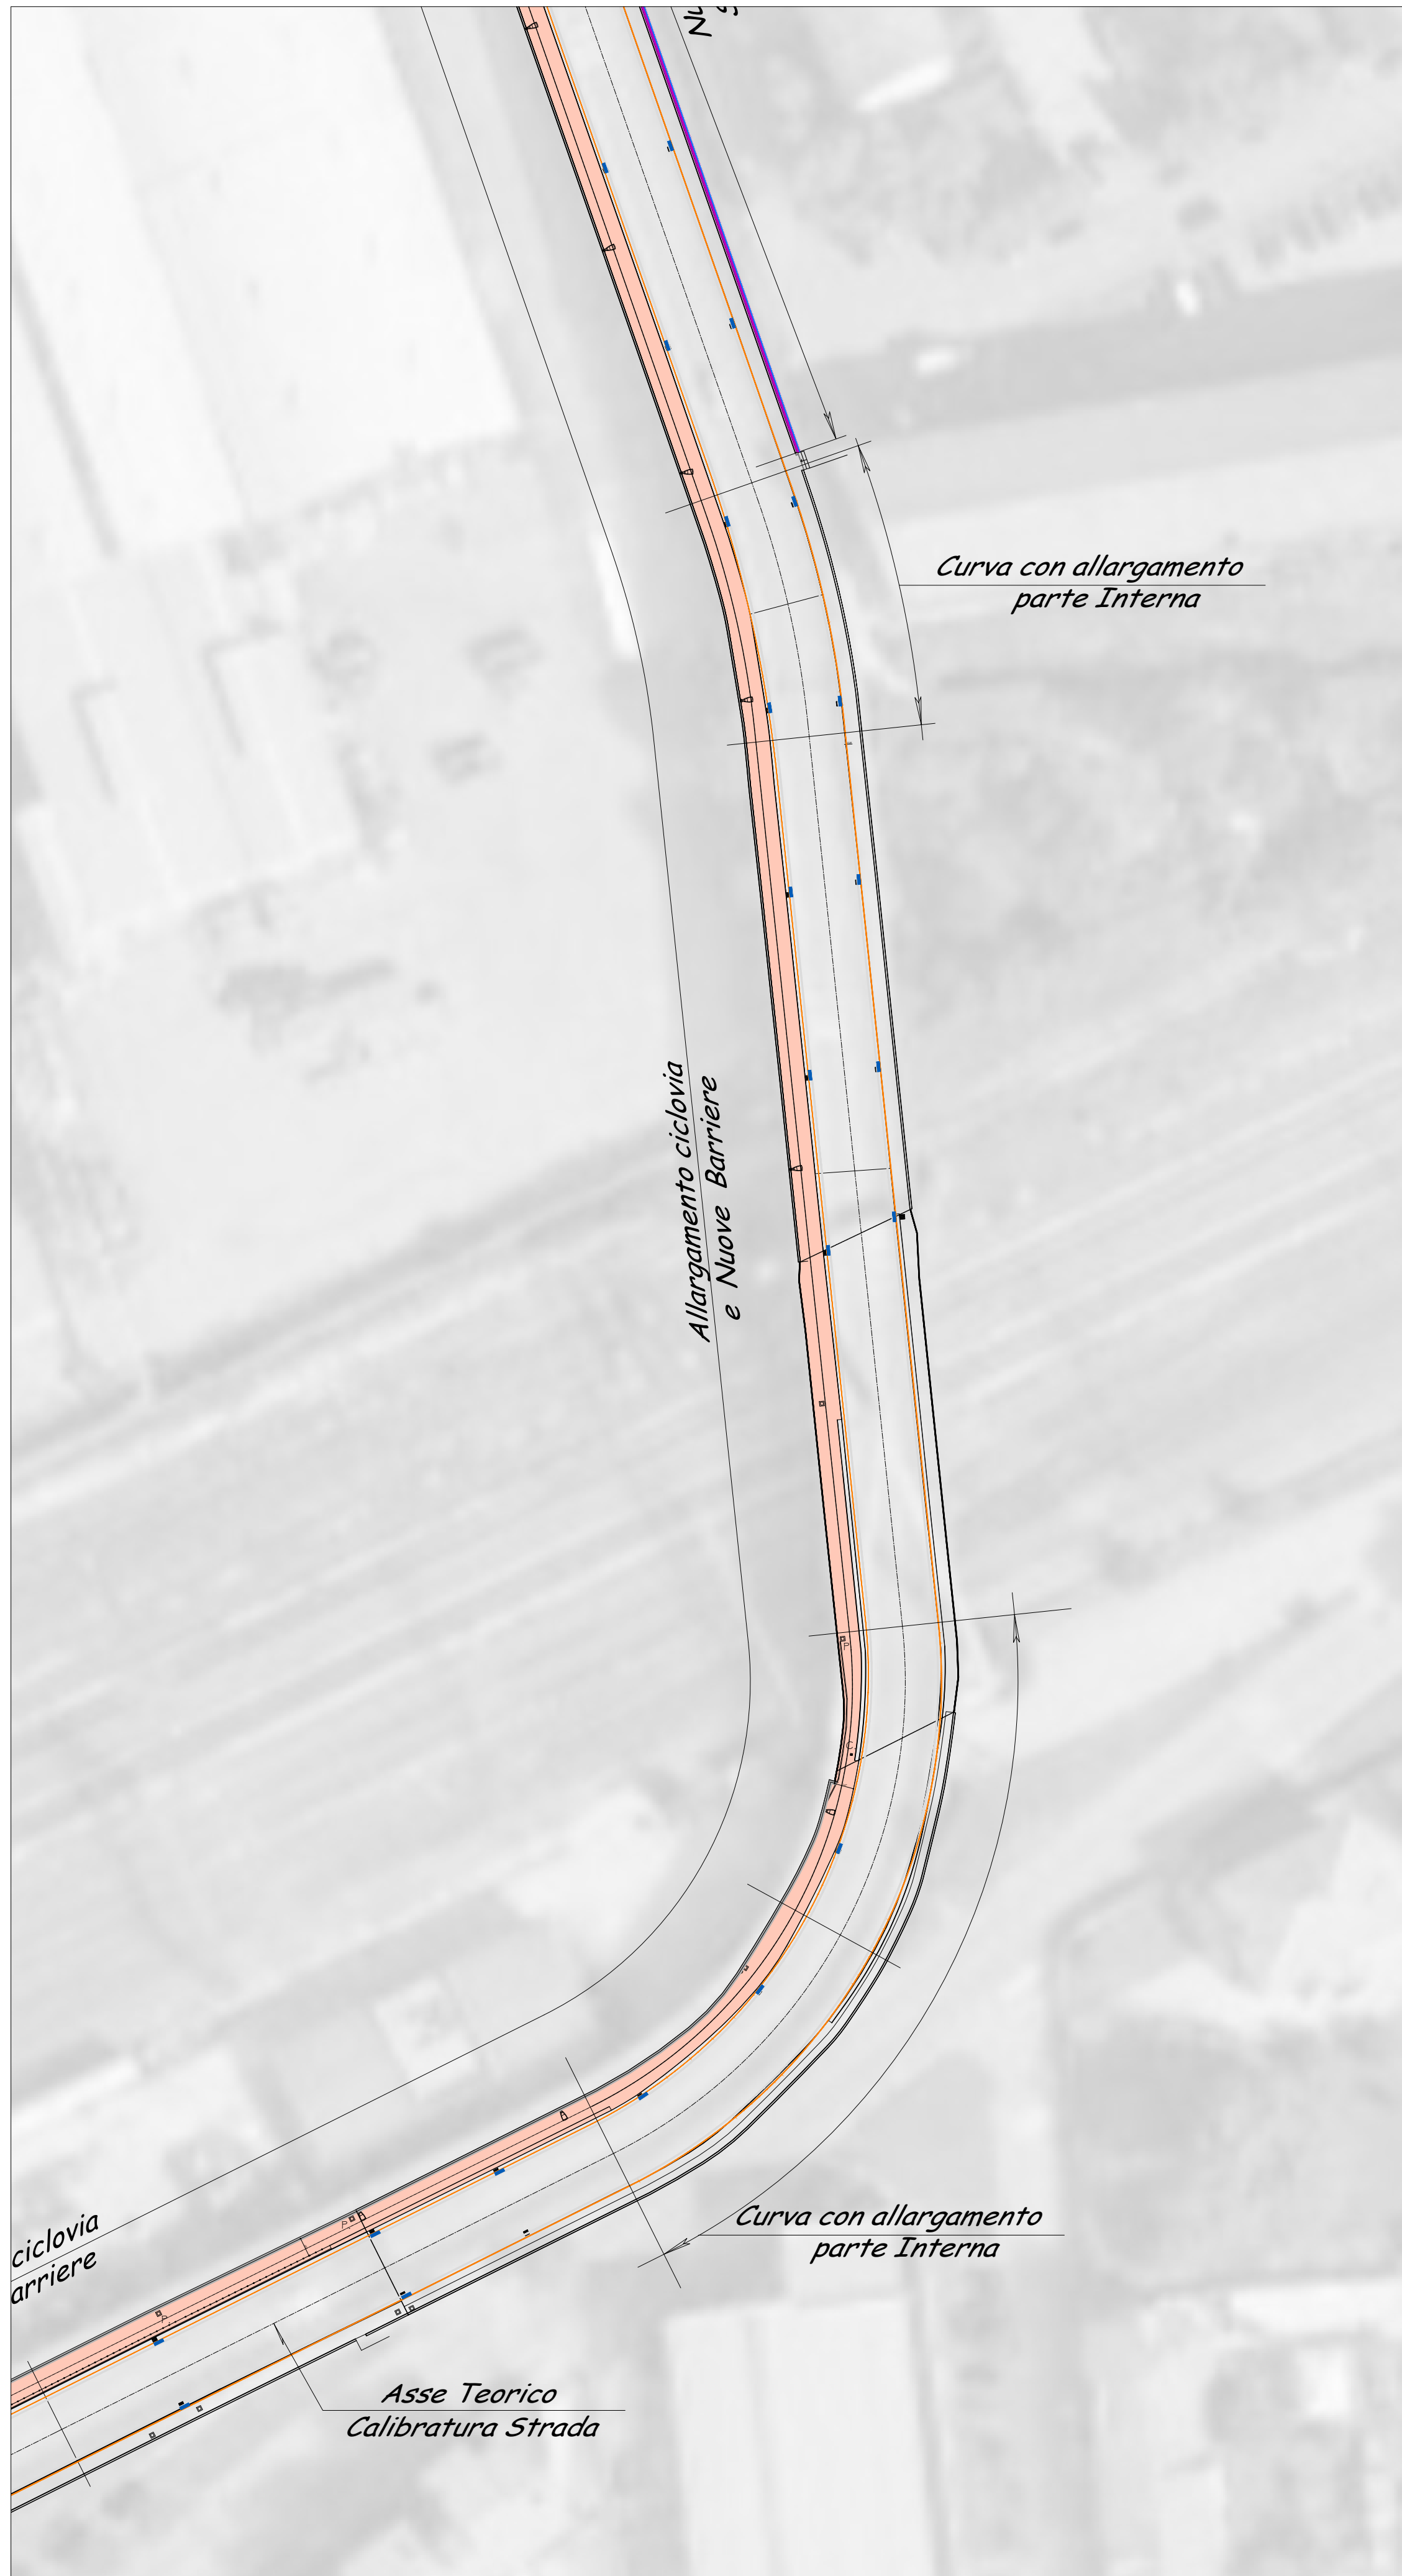 Nu
Curva con allargamento
parte Interna
Allargamento ciclovia
e Nuove Barriere
Curva con allargamento
parte Interna
ciclovia
arriere
Asse Teorico
Calibratura Strada